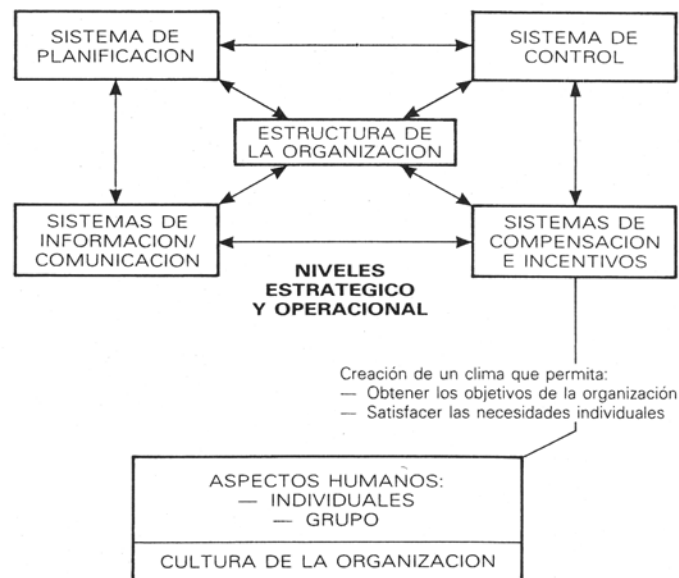 SISTEMA DE
PLANIFICACION
SISTEMA DE
CONTROL
ESTRUCTURA DE
LA ORGANIZACION
SISTEMAS DE
INFORMACION/
COMUNICACION
SISTEMAS DE
COMPENSACION
E INCENTIVOS
NIVELES
ESTRATEGICO
Y OPERACIONAL
Creación de un clima que permita:
— Obtener los objetivos de la organización
— Satisfacer las necesidades individuales
ASPECTOS HUMANOS:
— INDIVIDUALES
— GRUPO
CULTURA DE LA ORGANIZACION